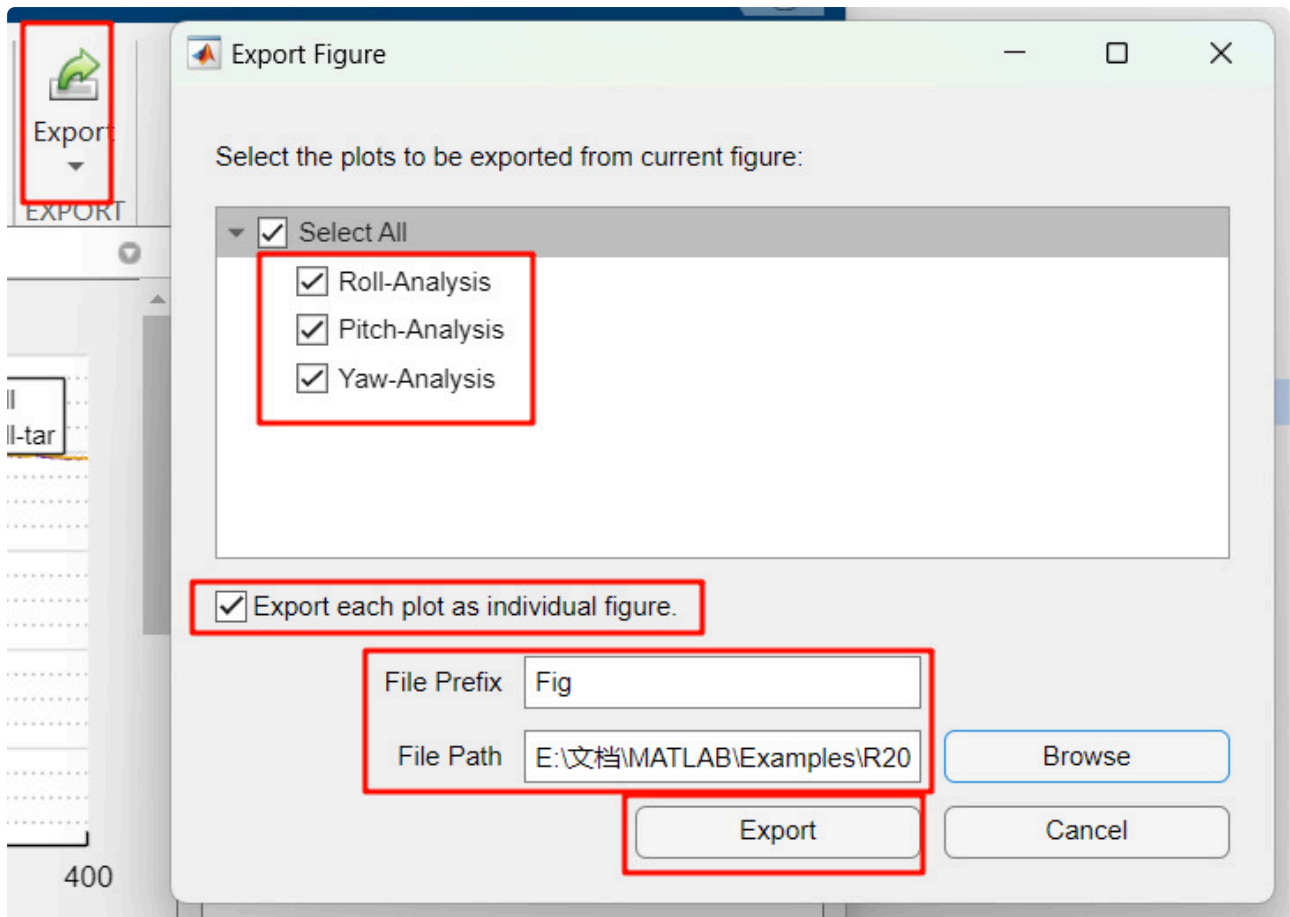 Export
EXPORT
ll
ll-tar
400
Export Figure
Select the plots to be exported from current figure:
Select All
Roll-Analysis
Pitch-Analysis
Yaw-Analysis
Export each plot as individual figure.
File Prefix Fig
File Path E:\文档\MATLAB\Examples\R20 Browse
Export Cancel